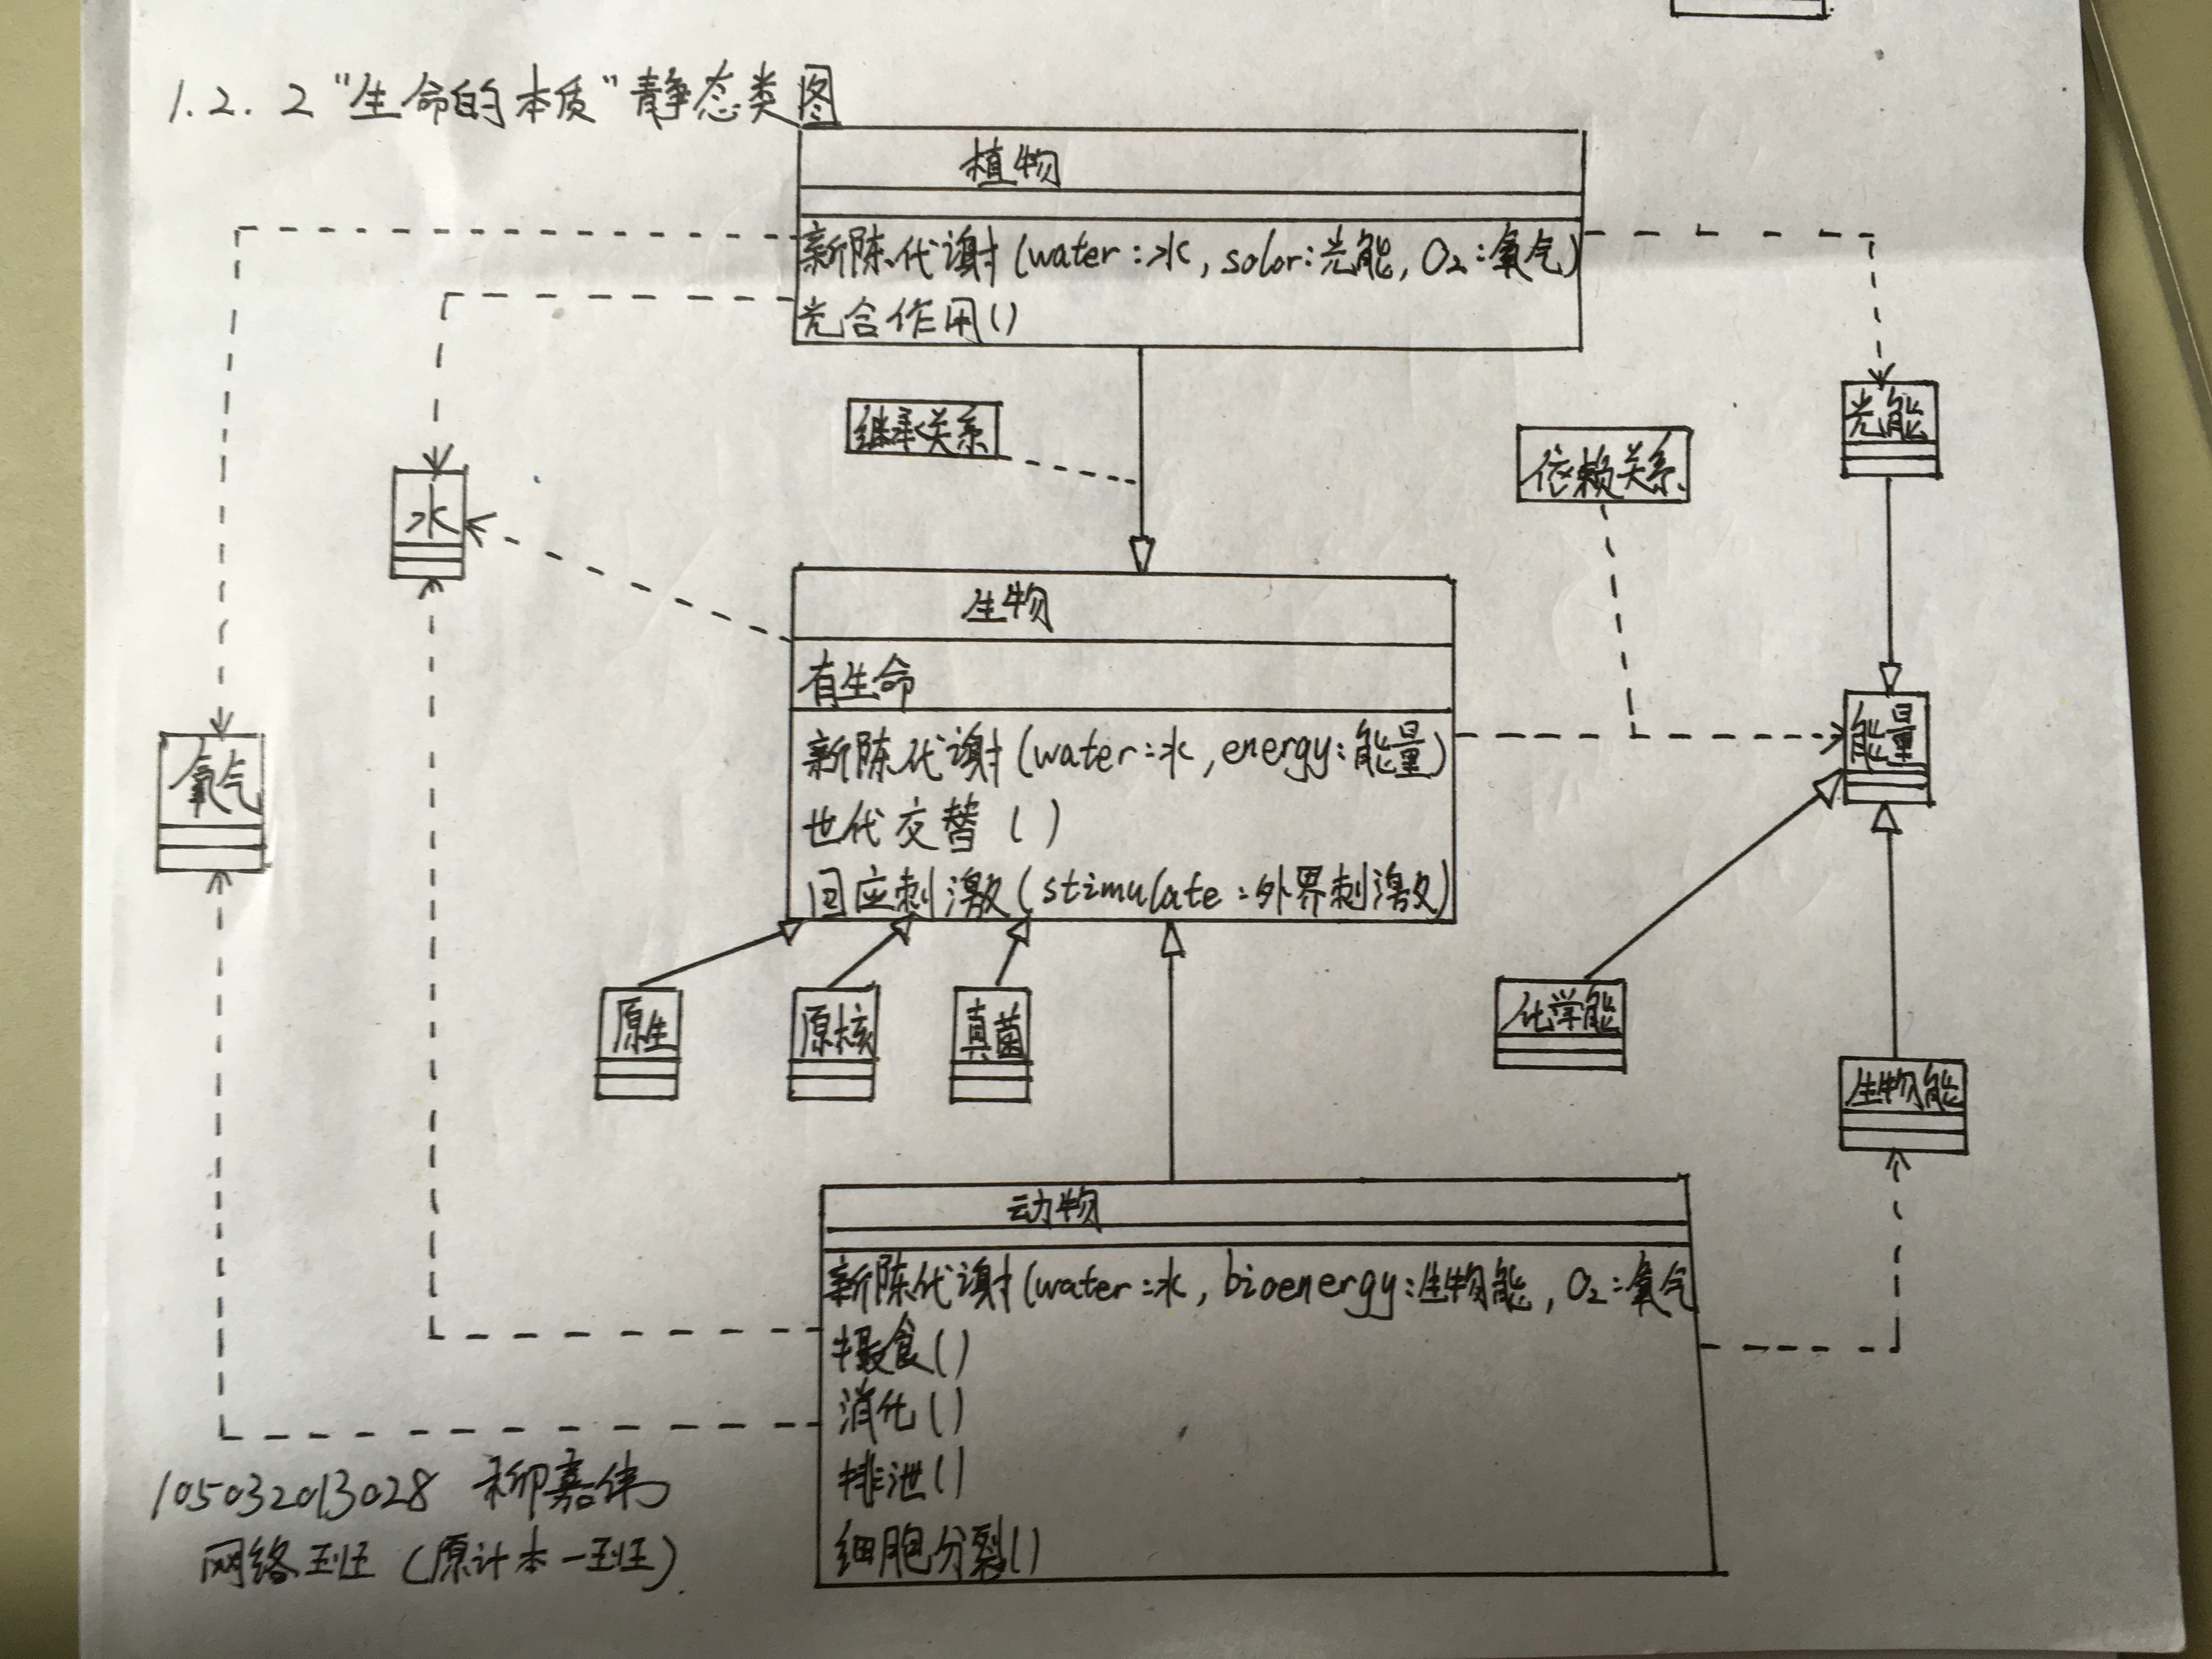 1.2.2 "生命的本质"静态类图
植物
新陈代谢(water:水,solor:光能,O₂:氧气)
光合作用()
继承关系
依赖关系
光能
水
生物
有生命
新陈代谢(water:水,energy:能量)
世代交替()
回应刺激(stimulate:外界刺激)
能量
氧气
原生
原核
真菌
化学能
生物能
动物
新陈代谢(water:水,bioenergy:生物能,O₂:氧气
摄食()
消化()
排泄()
细胞分裂()
105032013028 柳嘉伟
网络班(原计本一班)